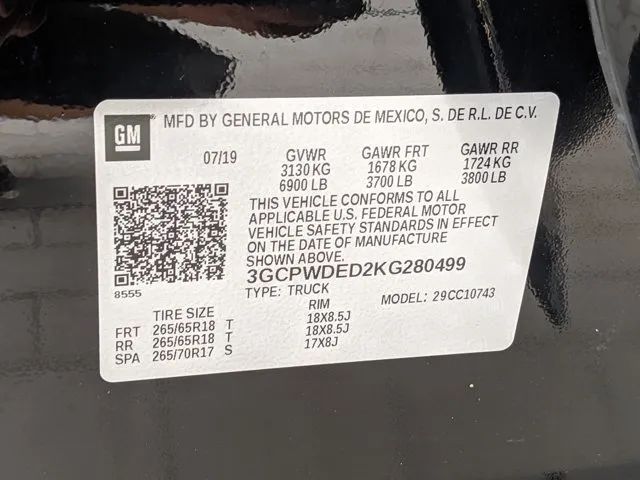 GM
MFD BY GENERAL MOTORS DE MEXICO, S. DE R.L. DE C.V.
07/19 GVWR GAWR FRT GAWR RR
3130 KG 1678 KG 1724 KG
6900 LB 3700 LB 3800 LB
THIS VEHICLE CONFORMS TO ALL
APPLICABLE U.S. FEDERAL MOTOR
VEHICLE SAFETY STANDARDS IN EFFECT
ON THE DATE OF MANUFACTURE
SHOWN ABOVE.
3GCPWDED2KG280499
8555
TYPE: TRUCK MODEL: 29CC10743
TIRE SIZE RIM
FRT 265/65R18 T 18X8.5J
RR 265/65R18 T 18X8.5J
SPA 265/70R17 S 17X8J